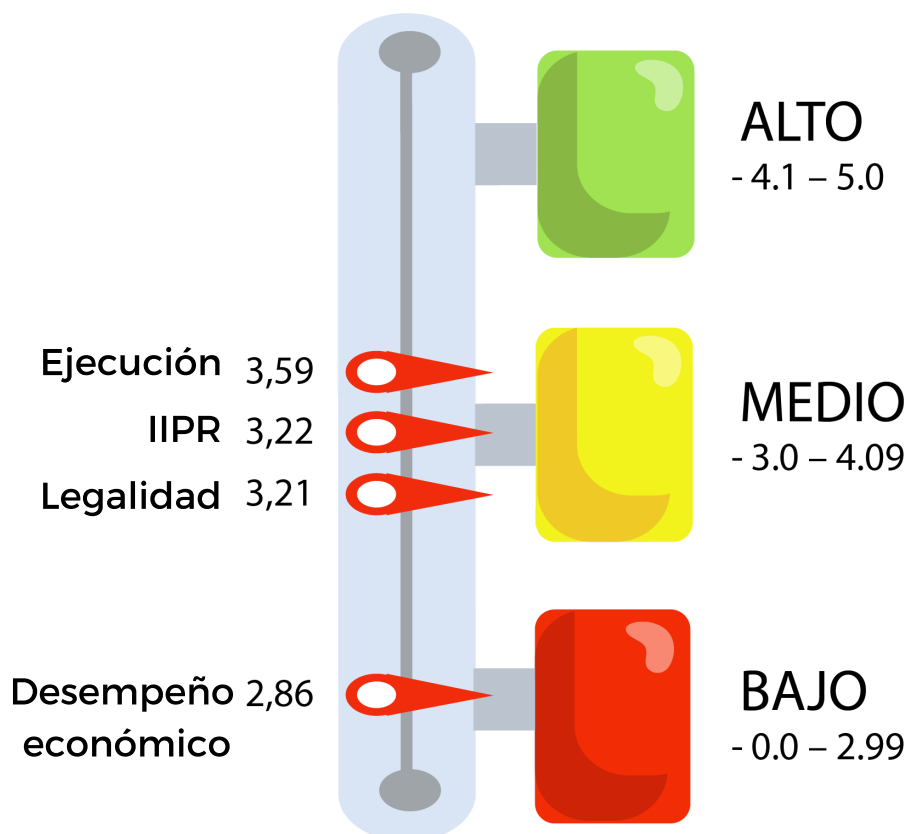 ALTO
- 4.1 – 5.0
Ejecución 3,59
IIPR 3,22
Legalidad 3,21
MEDIO
- 3.0 – 4.09
Desempeño 2,86
económico
BAJO
- 0.0 – 2.99